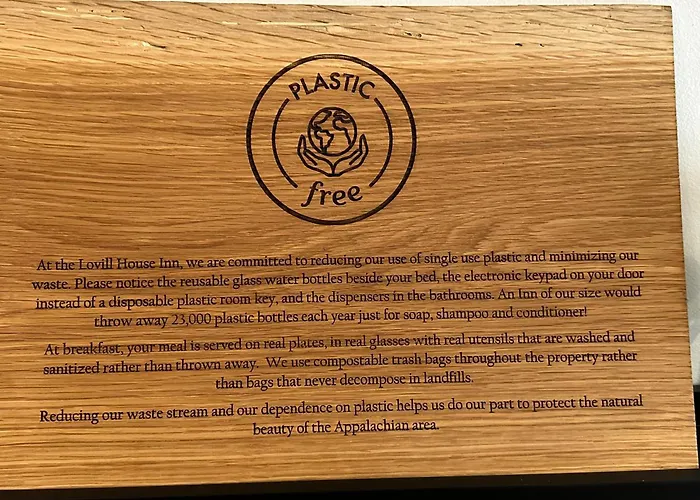 PLASTIC
free
At the Lovill House Inn, we are committed to reducing our use of single use plastic and minimizing our
waste. Please notice the reusable glass water bottles beside your bed, the electronic keypad on your door
instead of a disposable plastic room key, and the dispensers in the bathrooms. An Inn of our size would
throw away 23,000 plastic bottles each year just for soap, shampoo and conditioner!
At breakfast, your meal is served on real plates, in real glasses with real utensils that are washed and
sanitized rather than thrown away. We use compostable trash bags throughout the property rather
than bags that never decompose in landfills.
Reducing our waste stream and our dependence on plastic helps us do our part to protect the natural
beauty of the Appalachian area.